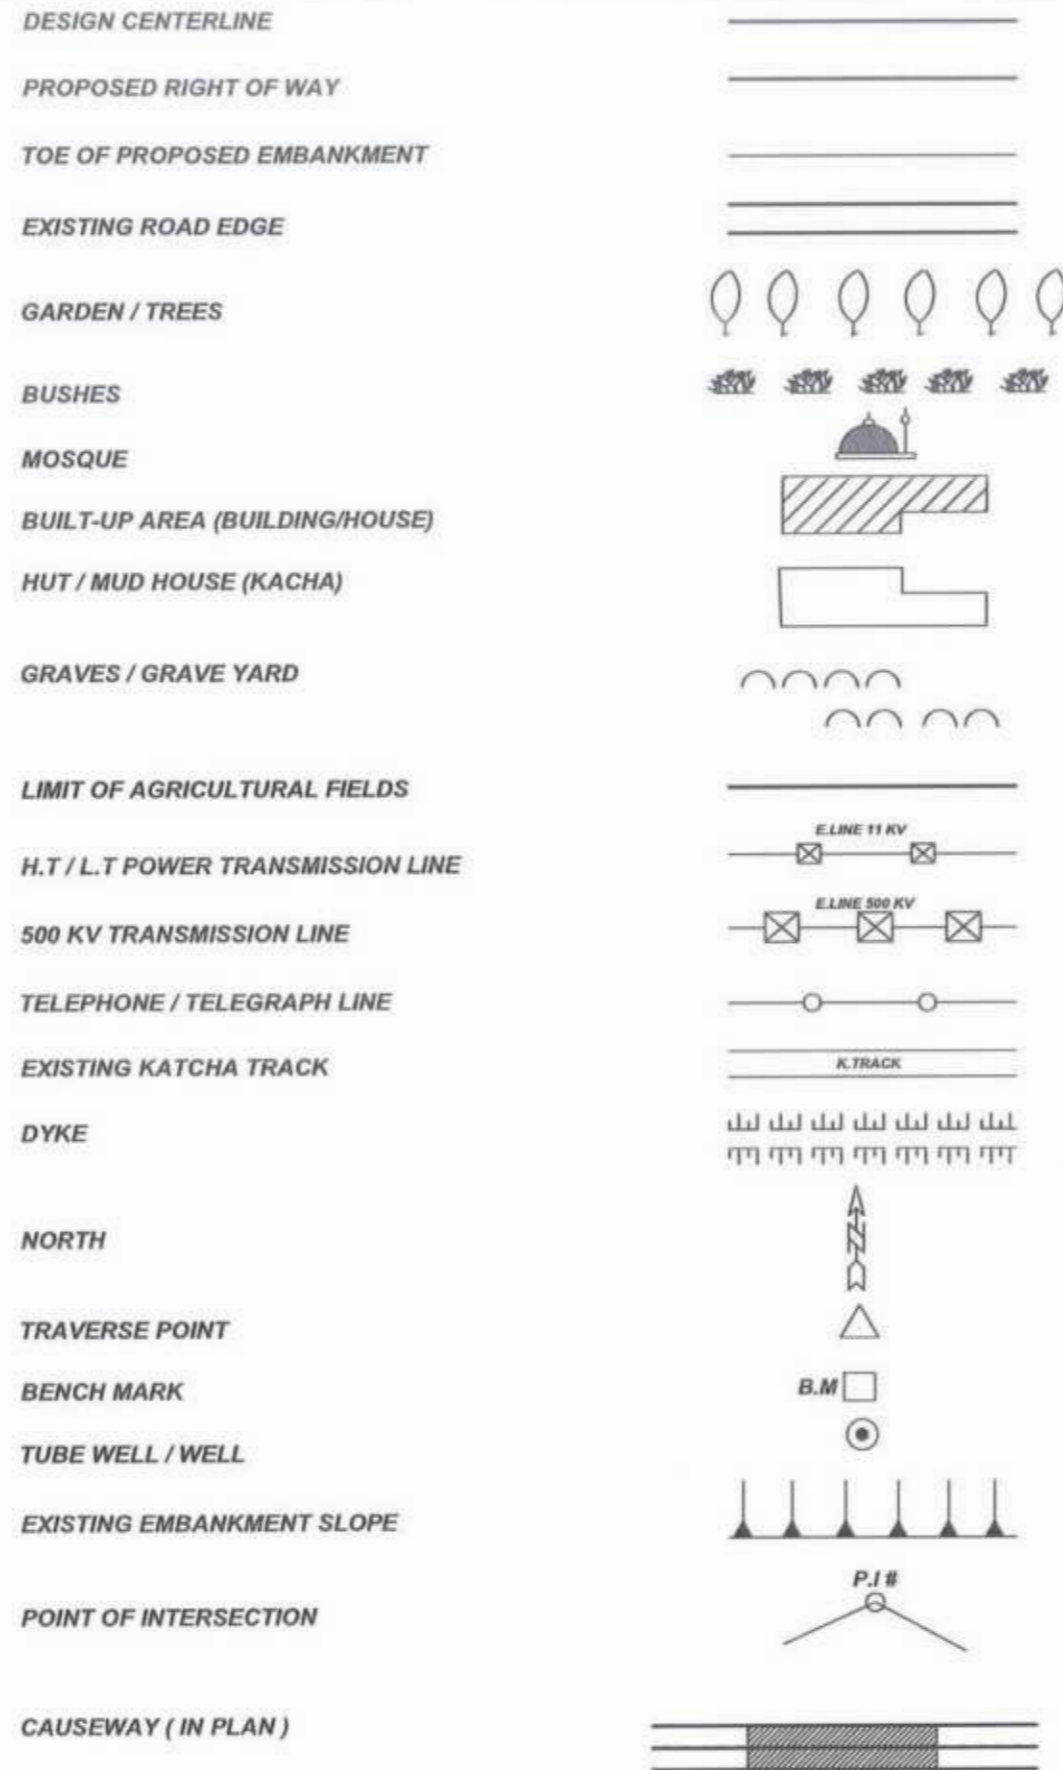 DESIGN CENTERLINE
PROPOSED RIGHT OF WAY
TOE OF PROPOSED EMBANKMENT
EXISTING ROAD EDGE
GARDEN / TREES
BUSHES
MOSQUE
BUILT-UP AREA (BUILDING/HOUSE)
HUT / MUD HOUSE (KACHA)
GRAVES / GRAVE YARD
LIMIT OF AGRICULTURAL FIELDS
E.LINE 11 KV
H.T / L.T POWER TRANSMISSION LINE
E.LINE 500 KV
500 KV TRANSMISSION LINE
TELEPHONE / TELEGRAPH LINE
EXISTING KATCHA TRACK
K.TRACK
DYKE
NORTH
TRAVERSE POINT
BENCH MARK
B.M
TUBE WELL / WELL
EXISTING EMBANKMENT SLOPE
P.I #
POINT OF INTERSECTION
CAUSEWAY ( IN PLAN )